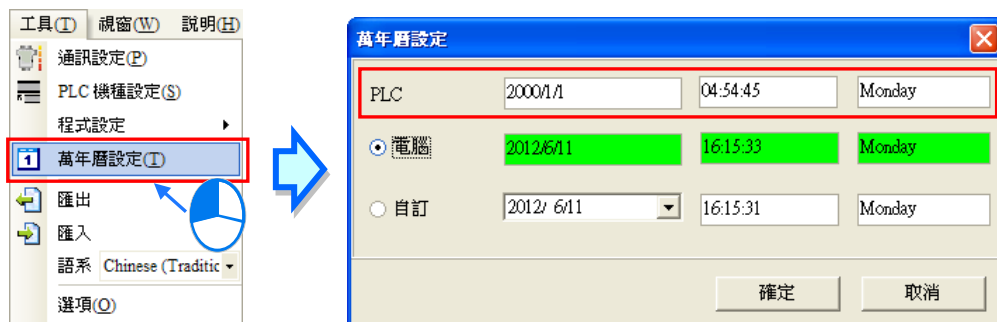 工具(T) 視窗(W) 說明(H)
通訊設定(P)
PLC 機種設定(S)
程式設定
1 萬年曆設定(T)
匯出
匯入
語系 Chinese (Traditic
選項(O)
萬年曆設定
PLC 2000/1/1 04:54:45 Monday
電腦 2012/6/11 16:15:33 Monday
自訂 2012/ 6/11 16:15:31 Monday
確定 取消